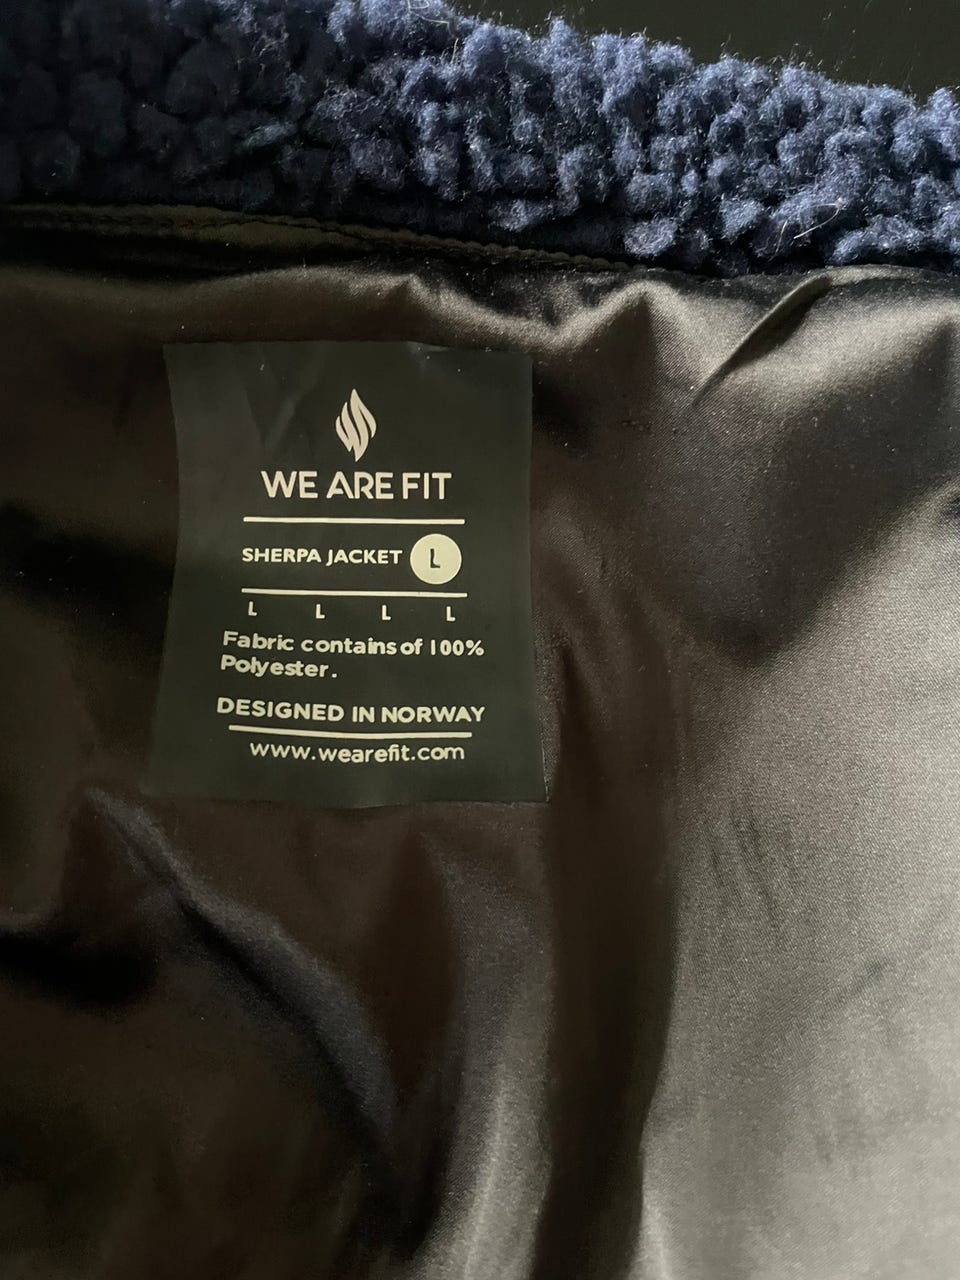 WE ARE FIT
SHERPA JACKET L
L L L L
Fabric contains of 100%
Polyester.
DESIGNED IN NORWAY
www.wearefit.com